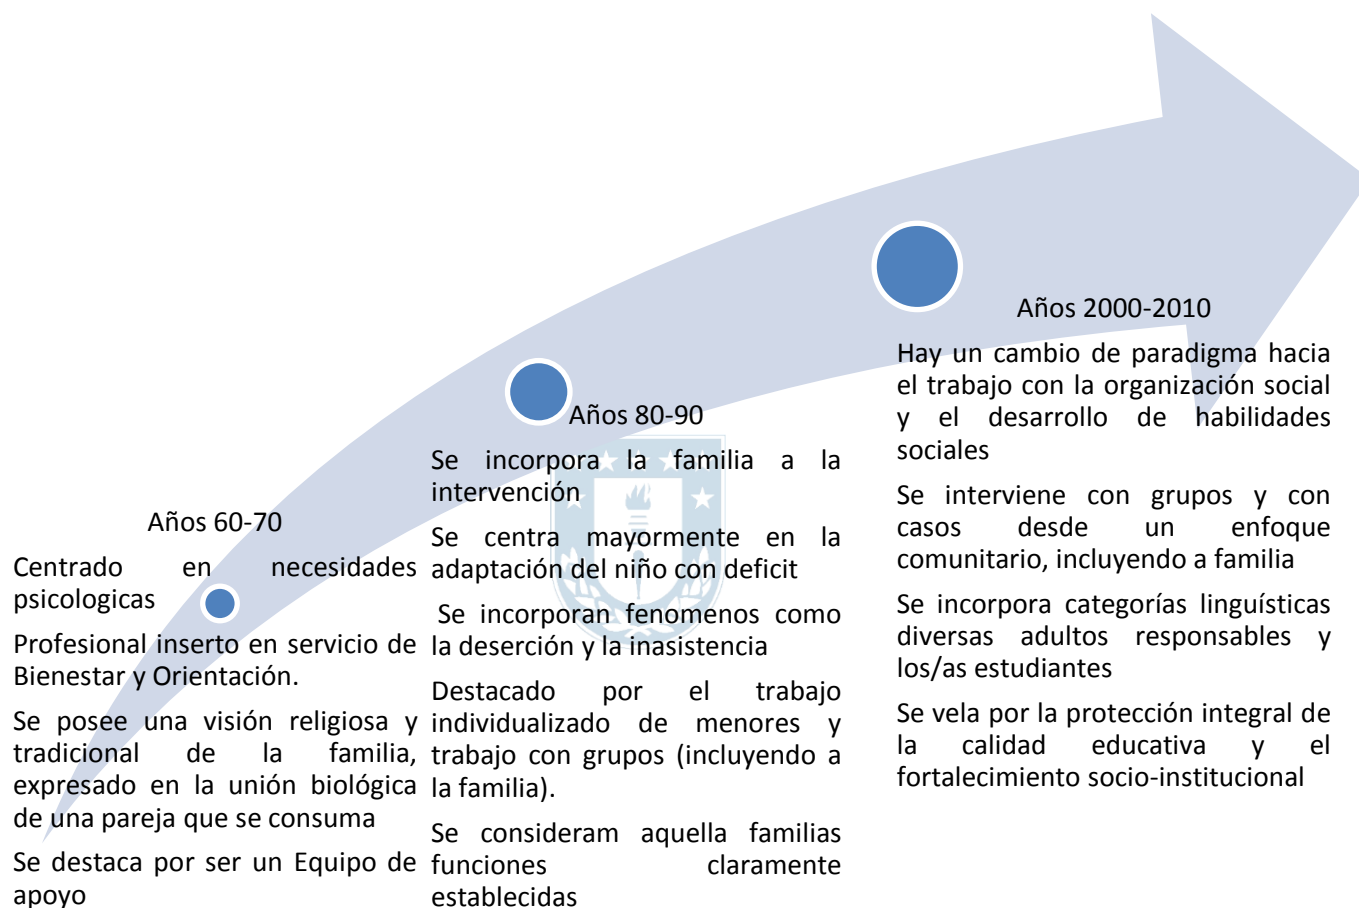 Años 60-70
Centrado en necesidades
psicologicas
Profesional inserto en servicio de
Bienestar y Orientación.
Se posee una visión religiosa y
tradicional de la familia,
expresado en la unión biológica
de una pareja que se consuma
Se destaca por ser un Equipo de
apoyo
Años 80-90
Se incorpora la familia a la
intervención
Se centra mayormente en la
adaptación del niño con deficit
Se incorporan fenomenos como
la deserción y la inasistencia
Destacado por el trabajo
individualizado de menores y
trabajo con grupos (incluyendo a
la familia).
Se consideram aquella familias
funciones claramente
establecidas
Años 2000-2010
Hay un cambio de paradigma hacia
el trabajo con la organización social
y el desarrollo de habilidades
sociales
Se interviene con grupos y con
casos desde un enfoque
comunitario, incluyendo a familia
Se incorpora categorías linguísticas
diversas adultos responsables y
los/as estudiantes
Se vela por la protección integral de
la calidad educativa y el
fortalecimiento socio-institucional